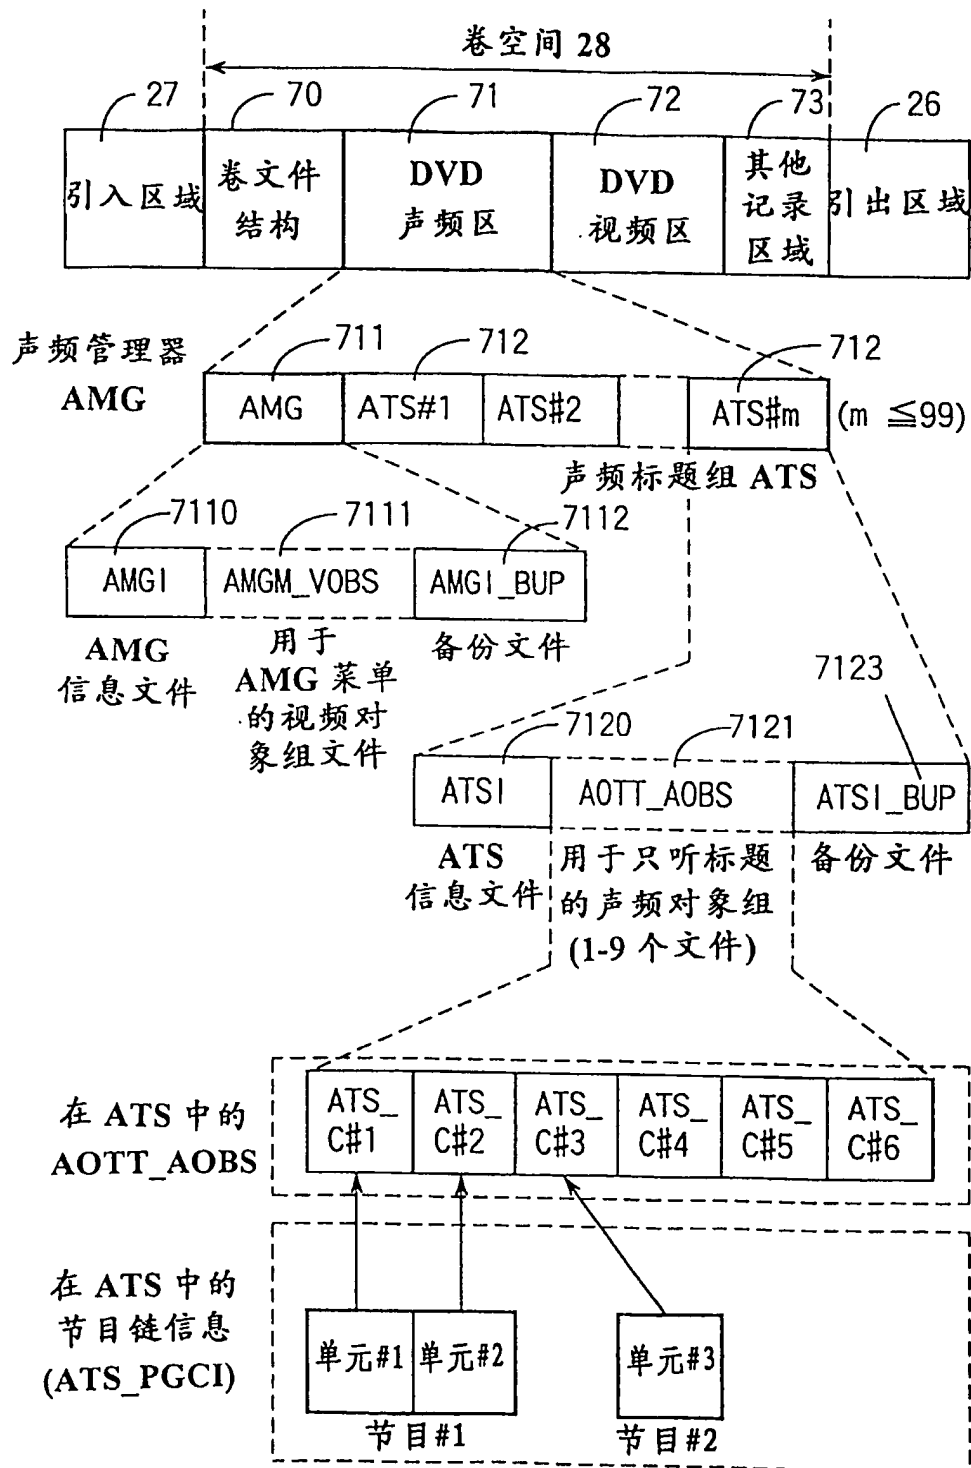 卷空间 28
27
70
71
72
73
26
引入区域
卷文件
结构
DVD
声频区
DVD
视频区
其他
记录
区域
引出区域
声频管理器
AMG
711
712
712
AMG
ATS#1
ATS#2
ATS#m
(m ≦99)
声频标题组 ATS
7110
7111
7112
AMGI
AMGM_VOBS
AMGI_BUP
AMG
信息文件
用于
AMG 菜单
的视频对
象组文件
备份文件
7120
7121
7123
ATSI
AOTT_AOBS
ATSI_BUP
ATS
信息文件
用于只听标题
的声频对象组
(1-9 个文件)
备份文件
在 ATS 中的
AOTT_AOBS
ATS_
C#1
ATS_
C#2
ATS_
C#3
ATS_
C#4
ATS_
C#5
ATS_
C#6
在 ATS 中的
节目链信息
(ATS_PGCI)
单元#1
单元#2
单元#3
节目#1
节目#2